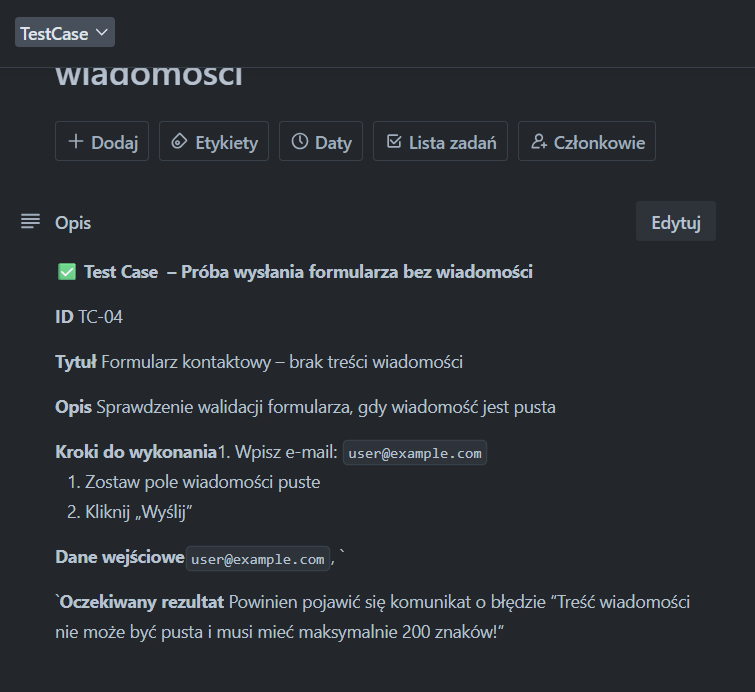 TestCase
wiadomości
Dodaj
Etykiety
Daty
Lista zadań
Członkowie
Opis
Edytuj
✅ Test Case – Próba wysłania formularza bez wiadomości
ID TC-04
Tytuł Formularz kontaktowy – brak treści wiadomości
Opis Sprawdzenie walidacji formularza, gdy wiadomość jest pusta
Kroki do wykonania1. Wpisz e-mail: user@example.com
1. Zostaw pole wiadomości puste
2. Kliknij „Wyślij”
Dane wejściowe user@example.com, `
`Oczekiwany rezultat Powinien pojawić się komunikat o błędzie “Treść wiadomości
nie może być pusta i musi mieć maksymalnie 200 znaków!“